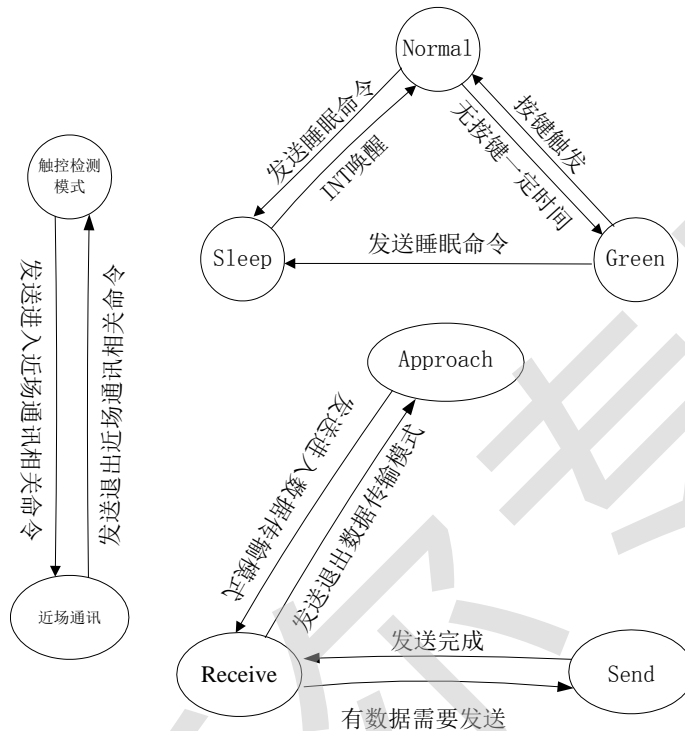 Normal
发送睡眠命令
INT唤醒
按键触发
无按键一定时间
触控检测
模式
Sleep
发送睡眠命令
Green
发送进入近场通讯相关命令
发送退出近场通讯相关命令
Approach
发送进入数据传输模式
发送退出数据传输模式
近场通讯
Receive
发送完成
Send
有数据需要发送